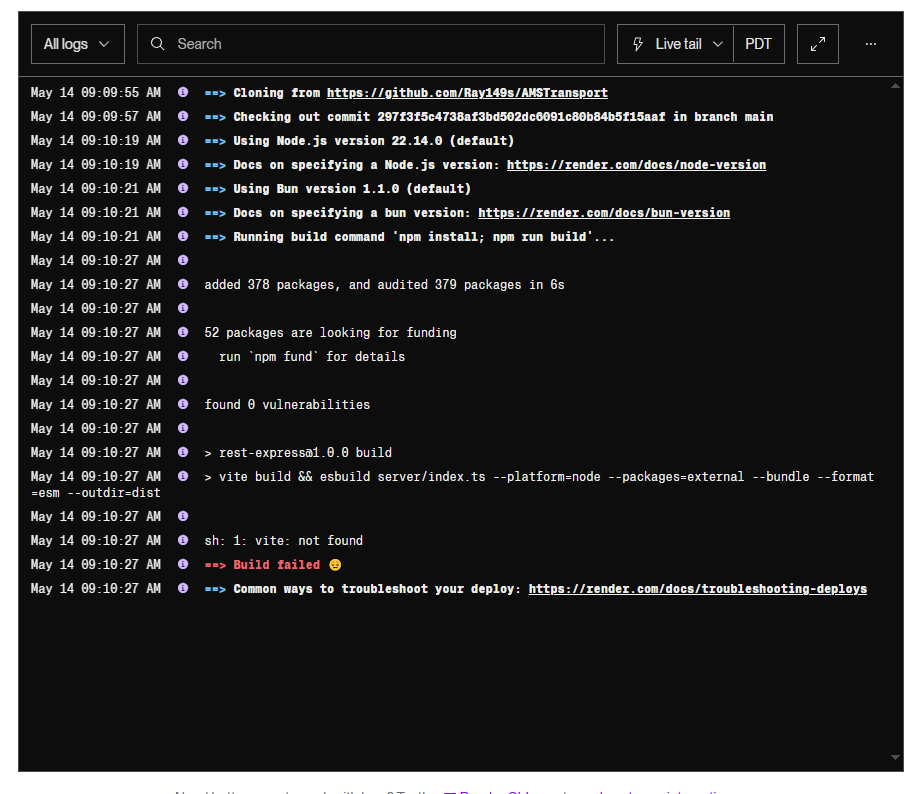 All logs
Search
Live tail
PDT
May 14 09:09:55 AM ==> Cloning from https://github.com/Ray149s/AMSTransport
May 14 09:09:57 AM ==> Checking out commit 297f3f5c4738af3bd502dc6091c80b84b5f15aaf in branch main
May 14 09:10:19 AM ==> Using Node.js version 22.14.0 (default)
May 14 09:10:19 AM ==> Docs on specifying a Node.js version: https://render.com/docs/node-version
May 14 09:10:21 AM ==> Using Bun version 1.1.0 (default)
May 14 09:10:21 AM ==> Docs on specifying a bun version: https://render.com/docs/bun-version
May 14 09:10:21 AM ==> Running build command 'npm install; npm run build'...
May 14 09:10:27 AM
May 14 09:10:27 AM added 378 packages, and audited 379 packages in 6s
May 14 09:10:27 AM
May 14 09:10:27 AM 52 packages are looking for funding
May 14 09:10:27 AM run `npm fund` for details
May 14 09:10:27 AM
May 14 09:10:27 AM found 0 vulnerabilities
May 14 09:10:27 AM
May 14 09:10:27 AM > rest-express@1.0.0 build
May 14 09:10:27 AM > vite build && esbuild server/index.ts --platform=node --packages=external --bundle --format
=esm --outdir=dist
May 14 09:10:27 AM
May 14 09:10:27 AM sh: 1: vite: not found
May 14 09:10:27 AM ==> Build failed 😞
May 14 09:10:27 AM ==> Common ways to troubleshoot your deploy: https://render.com/docs/troubleshooting-deploys